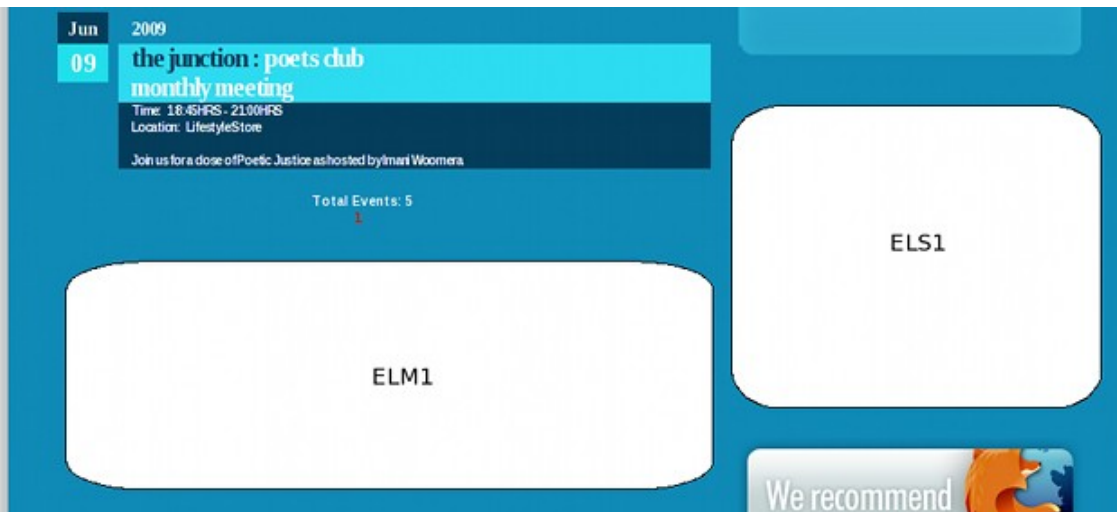 Jun 2009
09
the junction : poets club
monthly meeting
Time: 18:45HRS - 21:00HRS
Location: LifestyleStore
Join us for a dose of Poetic Justice as hosted by Imani Woomera
Total Events: 5
1
ELM1
ELS1
We recommend